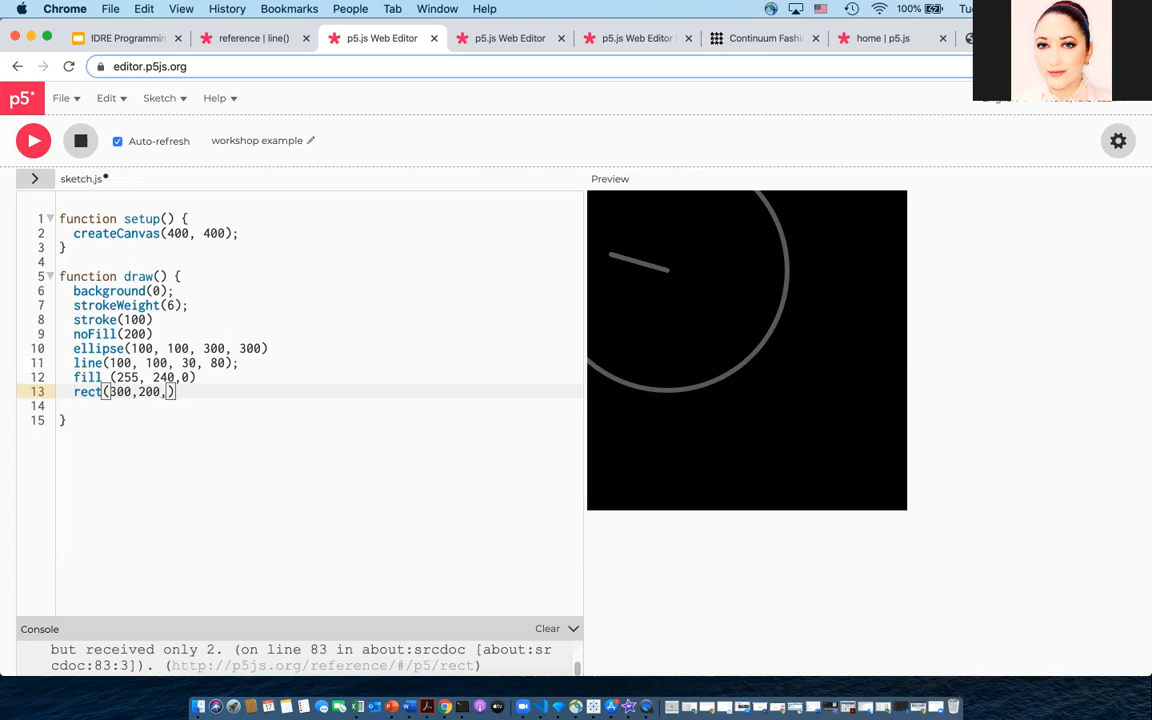 Chrome File Edit View History Bookmarks People Tab Window Help 100% Tue
IDRE Programmin reference | line() p5.js Web Editor p5.js Web Editor p5.js Web Editor Continuum Fashi home | p5.js
editor.p5js.org
p5* File Edit Sketch Help
Auto-refresh workshop example
sketch.js Preview
1 function setup() {
2 createCanvas(400, 400);
3 }
4
5 function draw() {
6 background(0);
7 strokeWeight(6);
8 stroke(100)
9 noFill(200)
10 ellipse(100, 100, 300, 300)
11 line(100, 100, 30, 80);
12 fill (255, 240,0)
13 rect(300,200,)
14
15 }
Console Clear
but received only 2. (on line 83 in about:srcdoc [about:sr
cdoc:83:3]). (http://p5js.org/reference/#/p5/rect)